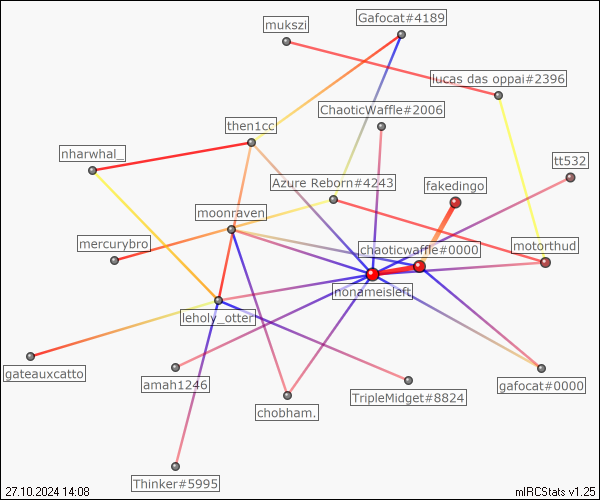 Gafocat#4189
mukszi
lucas das oppai#2396
ChaoticWaffle#2006
then1cc
nharwhal_
tt532
Azure Reborn#4243
fakedingo
moonraven
mercurybro
chaoticwaffle#0000
motorthud
nonameisleft
leholy_otter
gateauxcatto
amah1246
gafocat#0000
TripleMidget#8824
chobham.
Thinker#5995
27.10.2024 14:08
mIRCStats v1.25